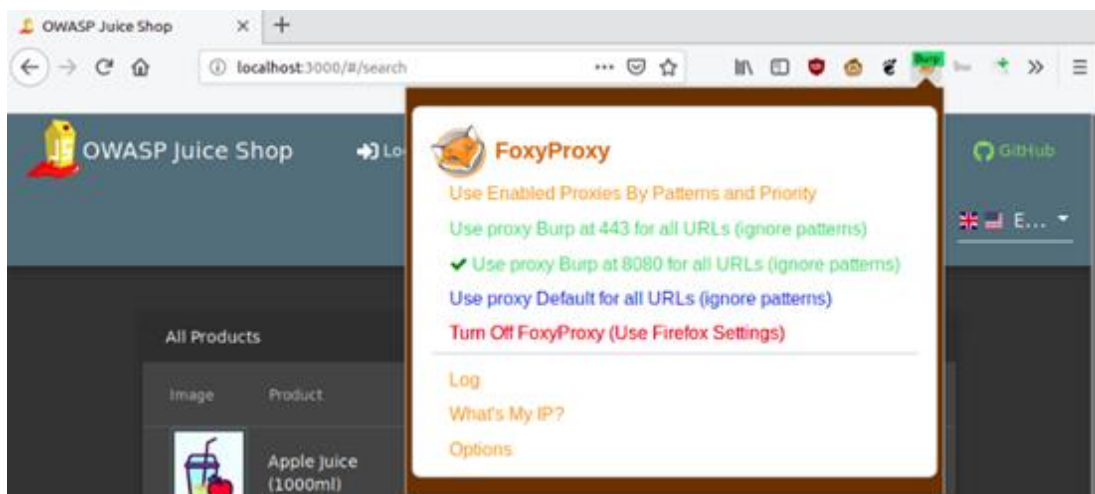 OWASP Juice Shop
localhost:3000/#/search
Burp
OWASP Juice Shop
Lo
GitHub
E...
FoxyProxy
Use Enabled Proxies By Patterns and Priority
Use proxy Burp at 443 for all URLs (ignore patterns)
Use proxy Burp at 8080 for all URLs (ignore patterns)
Use proxy Default for all URLs (ignore patterns)
Turn Off FoxyProxy (Use Firefox Settings)
Log
What's My IP?
Options
All Products
Image Product
Apple Juice
(1000ml)